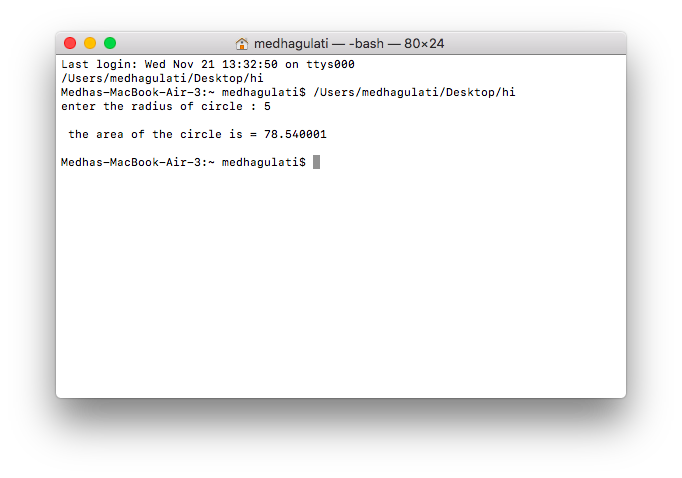 medhagulati — -bash — 80×24
Last login: Wed Nov 21 13:32:50 on ttys000
/Users/medhagulati/Desktop/hi
Medhas-MacBook-Air-3:~ medhagulati$ /Users/medhagulati/Desktop/hi
enter the radius of circle : 5
the area of the circle is = 78.540001
Medhas-MacBook-Air-3:~ medhagulati$